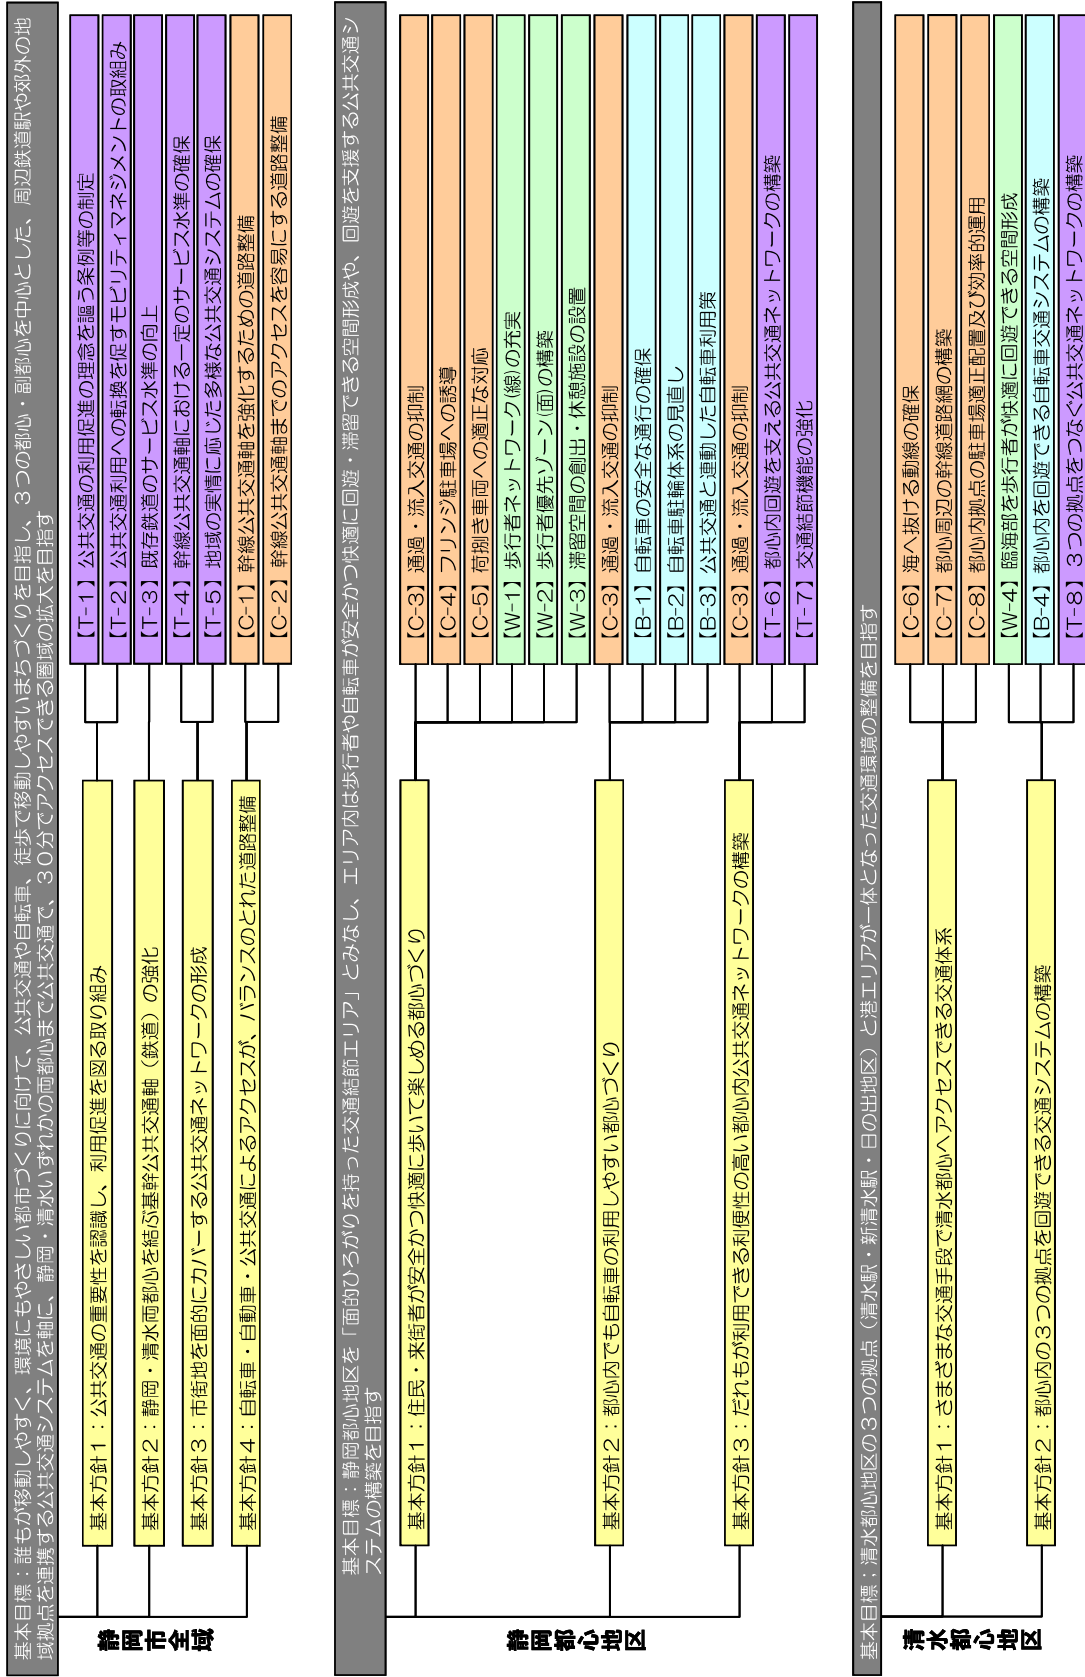 基本目標：誰もが移動しやすく、環境にもやさしい都市づくりに向けて、公共交通や自転車、徒歩で移動しやすいまちづくりを目指し、３つの都心・副都心を中心とした、周辺鉄道駅や郊外の地
域拠点を連携する公共交通システムを軸に、静岡・清水いずれかの両都心まで公共交通で、３０分でアクセスできる圏域の拡大を目指す
静岡市全域
基本方針１：公共交通の重要性を認識し、利用促進を図る取り組み
【T-1】公共交通の利用促進の理念を謳う条例等の制定
【T-2】公共交通利用への転換を促すモビリティマネジメントの取組み
基本方針２：静岡・清水両都心を結ぶ基幹公共交通軸（鉄道）の強化
【T-3】既存鉄道のサービス水準の向上
基本方針３：市街地を面的にカバーする公共交通ネットワークの形成
【T-4】幹線公共交通軸における一定のサービス水準の確保
【T-5】地域の実情に応じた多様な公共交通システムの確保
基本方針４：自転車・自動車・公共交通によるアクセスが、バランスのとれた道路整備
【C-1】幹線公共交通軸を強化するための道路整備
【C-2】幹線公共交通軸までのアクセスを容易にする道路整備
基本目標：静岡都心地区を「面的ひろがりを持った交通結節エリア」とみなし、エリア内は歩行者や自転車が安全かつ快適に回遊・滞留できる空間形成や、回遊を支援する公共交通シ
ステムの構築を目指す
静岡都心地区
基本方針１：住民・来街者が安全かつ快適に歩いて楽しめる都心づくり
【C-3】通過・流入交通の抑制
【C-4】フリンジ駐車場への誘導
【C-5】荷捌き車両への適正な対応
【W-1】歩行者ネットワーク(線)の充実
【W-2】歩行者優先ゾーン(面)の構築
【W-3】滞留空間の創出・休憩施設の設置
基本方針２：都心内でも自転車の利用しやすい都心づくり
【C-3】通過・流入交通の抑制
【B-1】自転車の安全な通行の確保
【B-2】自転車駐輪体系の見直し
【B-3】公共交通と連動した自転車利用策
基本方針３：だれもが利用できる利便性の高い都心内公共交通ネットワークの構築
【C-3】通過・流入交通の抑制
【T-6】都心内回遊を支える公共交通ネットワークの構築
【T-7】交通結節機能の強化
基本目標：清水都心地区の３つの拠点（清水駅・新清水駅・日の出地区）と港エリアが一体となった交通環境の整備を目指す
清水都心地区
基本方針１：さまざまな交通手段で清水都心へアクセスできる交通体系
【C-6】海へ抜ける動線の確保
【C-7】都心周辺の幹線道路網の構築
【C-8】都心内拠点の駐車場適正配置及び効率的運用
基本方針２：都心内の３つの拠点を回遊できる交通システムの構築
【W-4】臨海部を歩行者が快適に回遊できる空間形成
【B-4】都心内を回遊できる自転車交通システムの構築
【T-8】３つの拠点をつなぐ公共交通ネットワークの構築